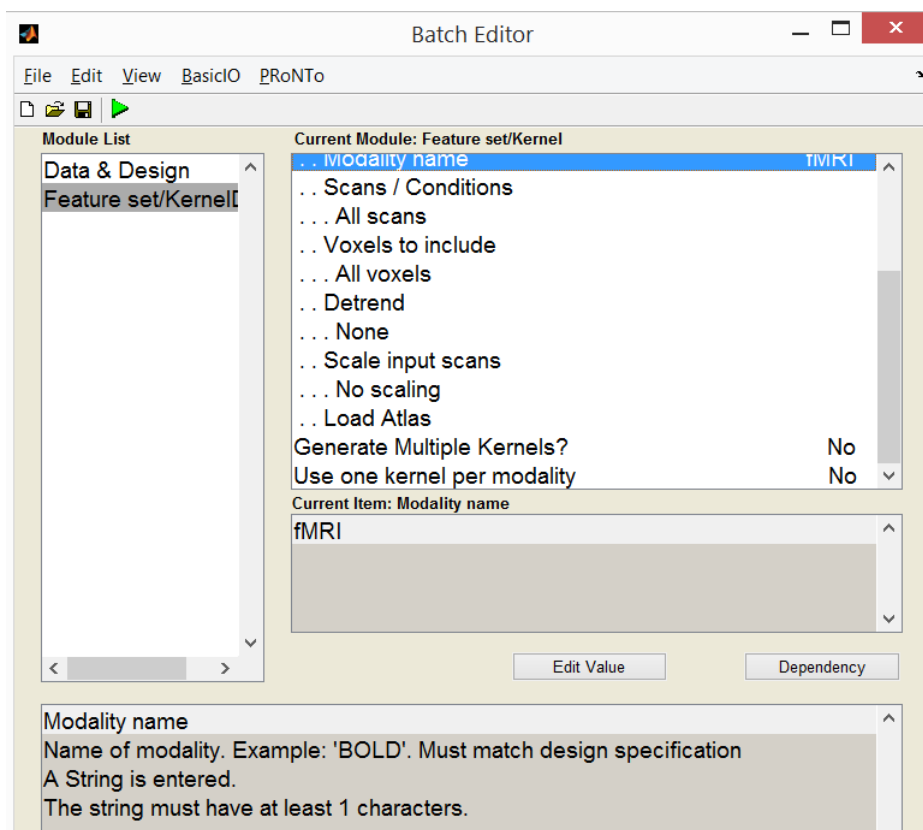 Batch Editor
File Edit View BasicIO PRoNTo
Module List
Data & Design
Feature set/Kernel
Current Module: Feature set/Kernel
. . Modality name fMRI
. . Scans / Conditions
. . . All scans
. . Voxels to include
. . . All voxels
. . Detrend
. . . None
. . Scale input scans
. . . No scaling
. . Load Atlas
Generate Multiple Kernels? No
Use one kernel per modality No
Current Item: Modality name
fMRI
Edit Value Dependency
Modality name
Name of modality. Example: 'BOLD'. Must match design specification
A String is entered.
The string must have at least 1 characters.